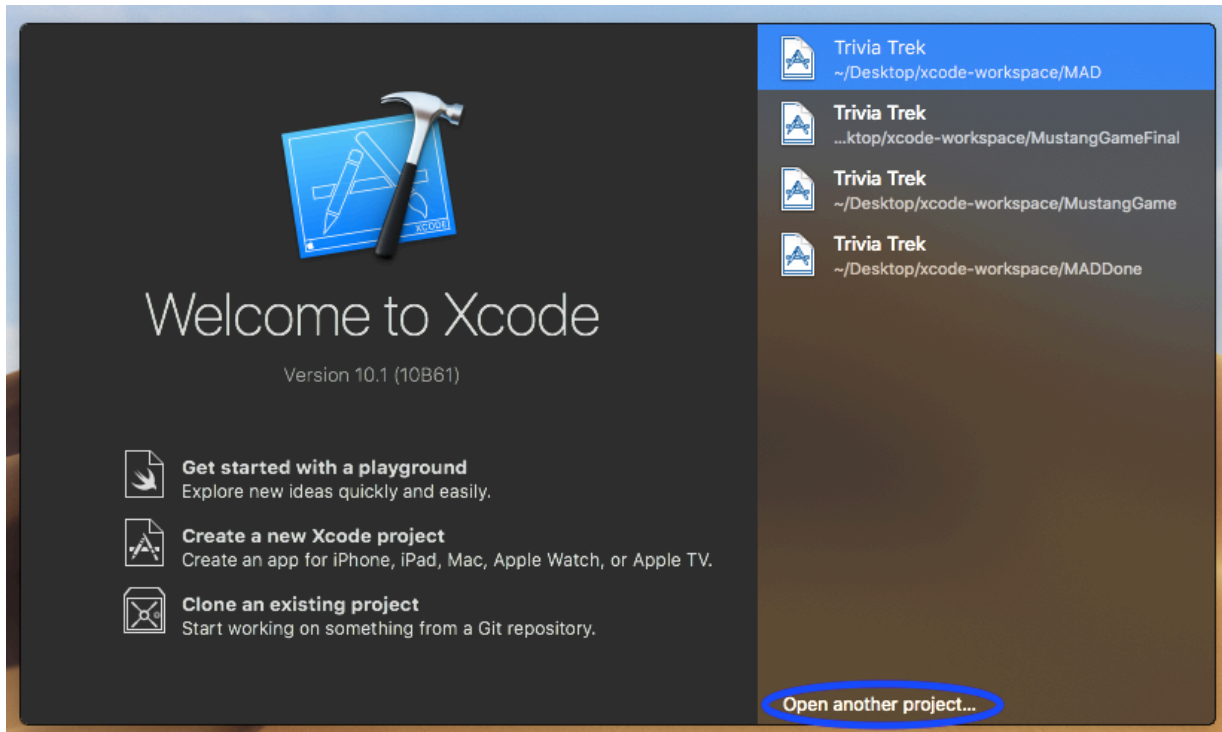 XCODE
Welcome to Xcode
Version 10.1 (10B61)
Get started with a playground
Explore new ideas quickly and easily.
Create a new Xcode project
Create an app for iPhone, iPad, Mac, Apple Watch, or Apple TV.
Clone an existing project
Start working on something from a Git repository.
Trivia Trek
~/Desktop/xcode-workspace/MAD
Trivia Trek
...ktop/xcode-workspace/MustangGameFinal
Trivia Trek
~/Desktop/xcode-workspace/MustangGame
Trivia Trek
~/Desktop/xcode-workspace/MADDone
Open another project...